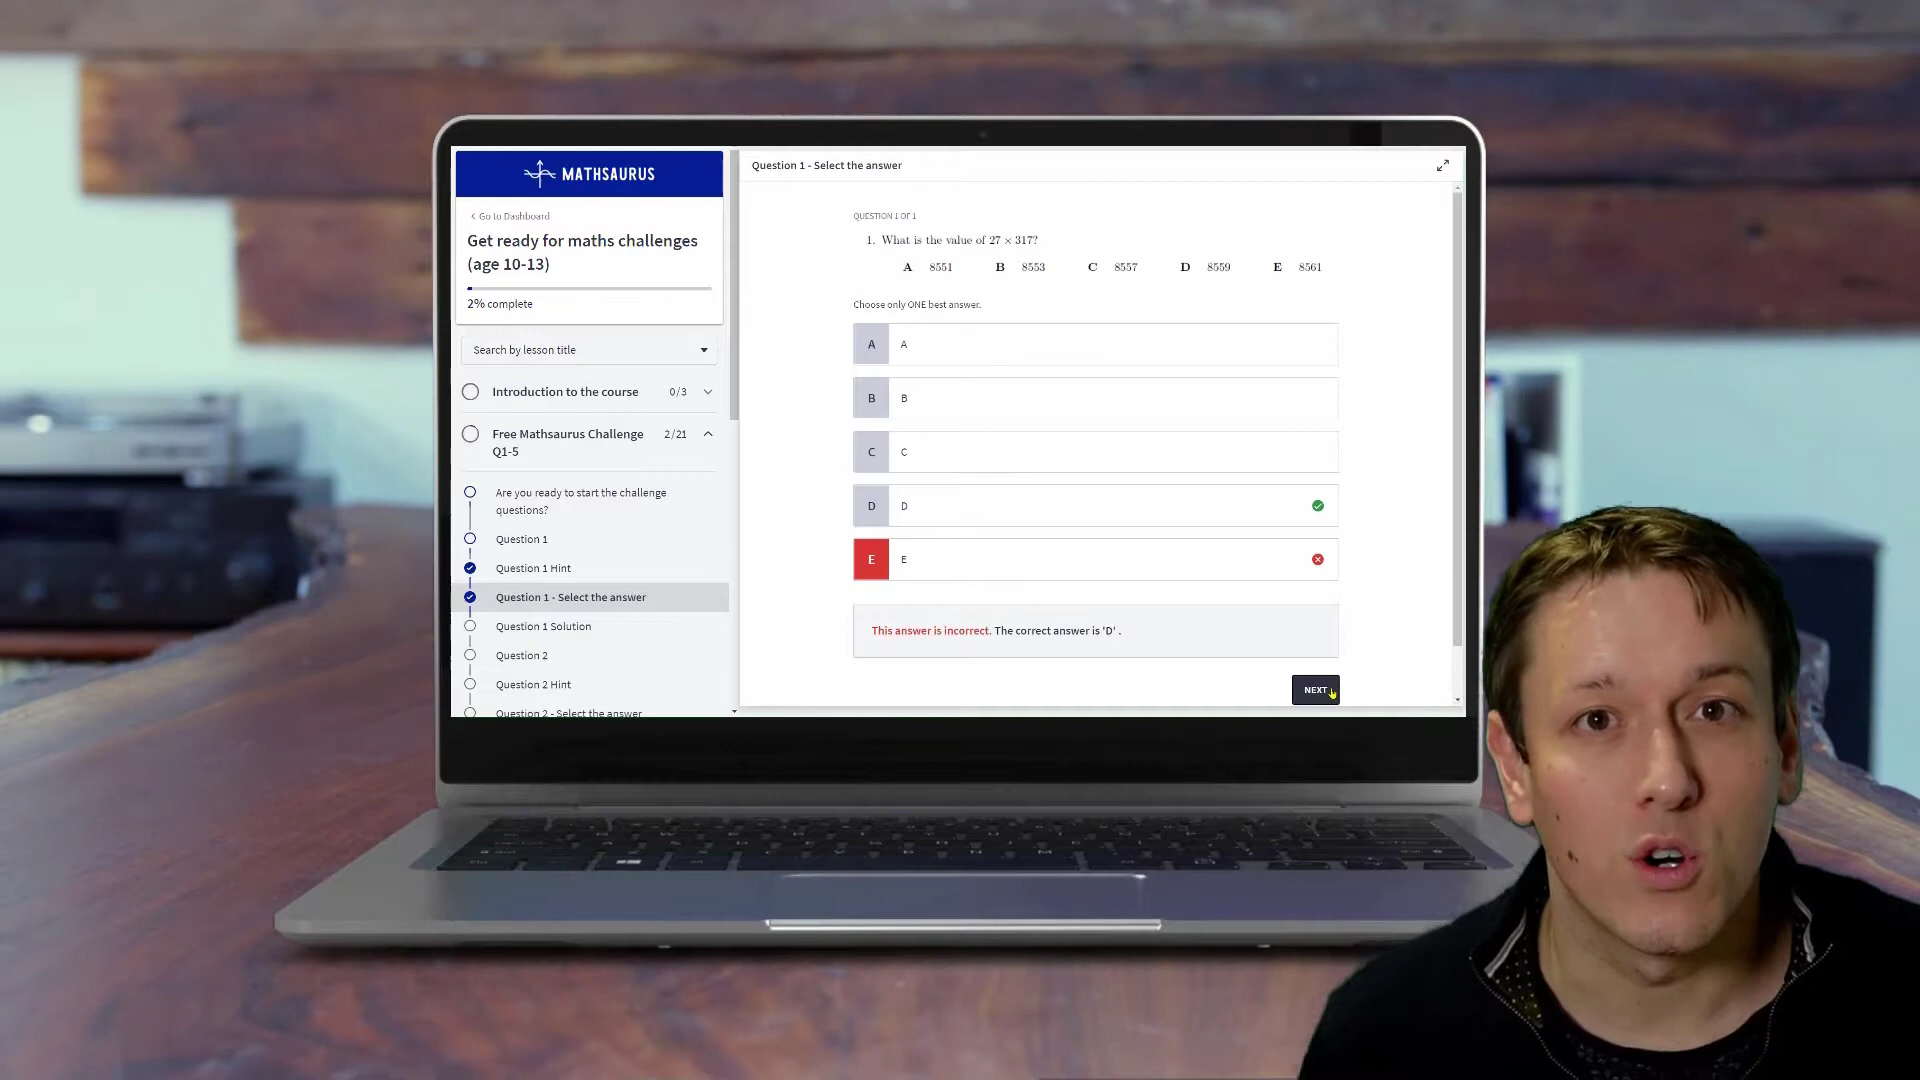 MATHSAURUS
Go to Dashboard
Get ready for maths challenges
(age 10-13)
2% complete
Search by lesson title
Introduction to the course 0/3
Free Mathsaurus Challenge 2/21
Q1-5
Are you ready to start the challenge
questions?
Question 1
Question 1 Hint
Question 1 - Select the answer
Question 1 Solution
Question 2
Question 2 Hint
Question 2 - Select the answer
Question 1 - Select the answer
QUESTION 1 OF 1
1. What is the value of 27 × 317?
A 8551 B 8553 C 8557 D 8559 E 8561
Choose only ONE best answer.
A A
B B
C C
D D
E E
This answer is incorrect. The correct answer is 'D' .
NEXT